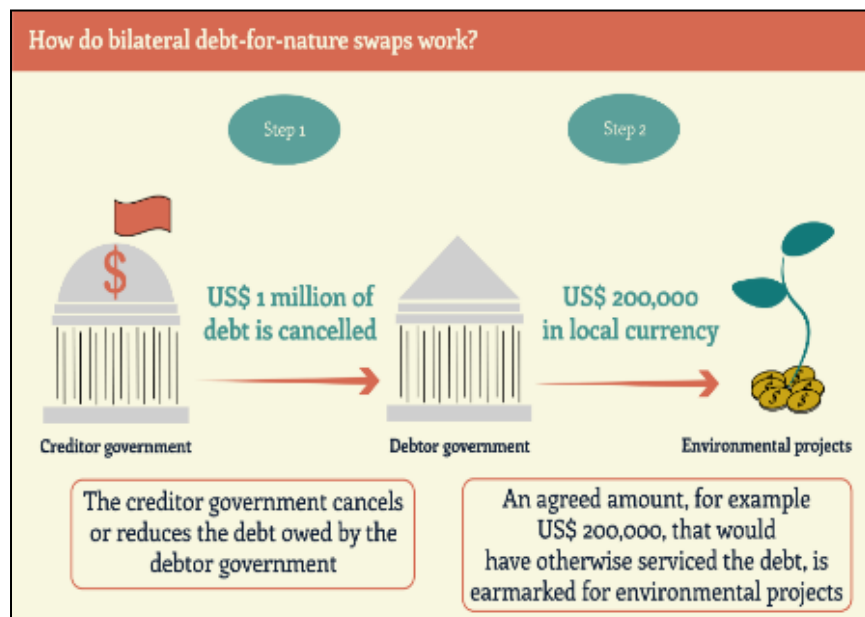 How do bilateral debt-for-nature swaps work?
Step 1
Step 2
$
US$ 1 million of
debt is cancelled
US$ 200,000
in local currency
Creditor government
Debtor government
Environmental projects
The creditor government cancels
or reduces the debt owed by the
debtor government
An agreed amount, for example
US$ 200,000, that would
have otherwise serviced the debt, is
earmarked for environmental projects